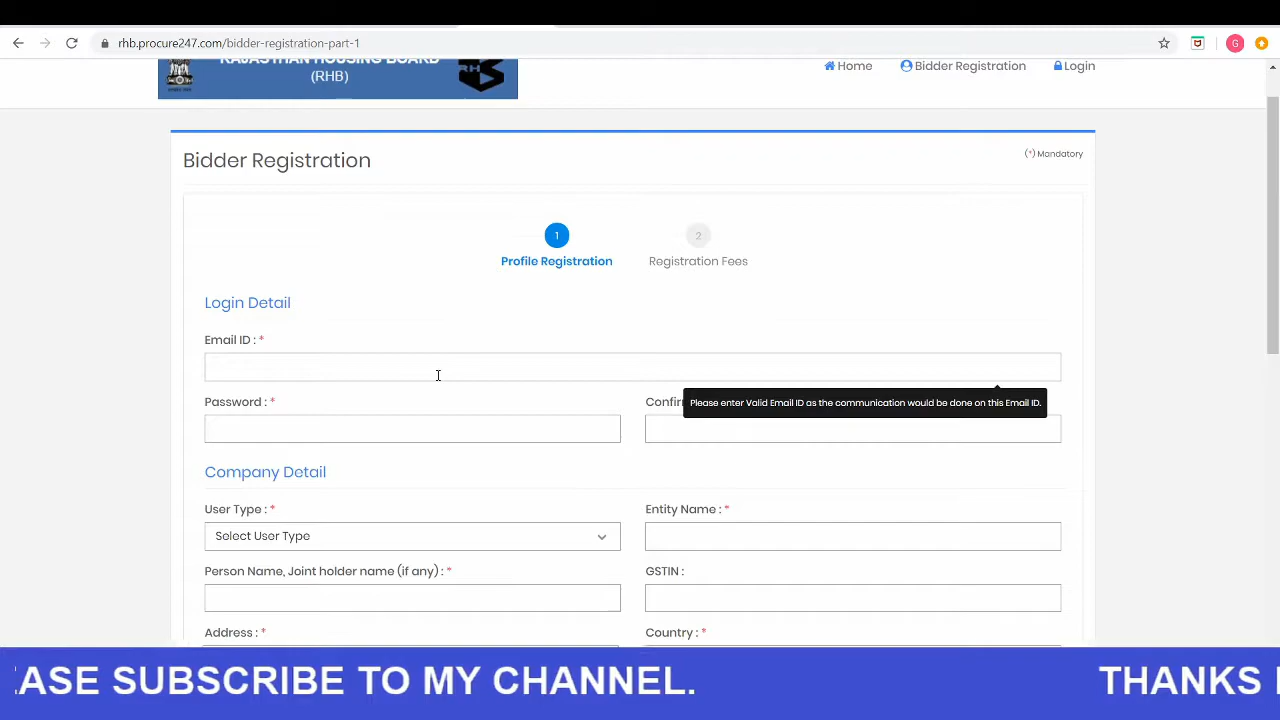 rhb.procure247.com/bidder-registration-part-1
G
RAJASTHAN HOUSING BOARD
(RHB)
Home
Bidder Registration
Login
Bidder Registration
(*) Mandatory
1
2
Profile Registration
Registration Fees
Login Detail
Email ID : *
Please enter Valid Email ID as the communication would be done on this Email ID.
Password : *
Company Detail
User Type : *
Entity Name : *
Select User Type
Person Name, Joint holder name (if any) : *
GSTIN :
Address : *
Country : *
ASE SUBSCRIBE TO MY CHANNEL.
THANKS